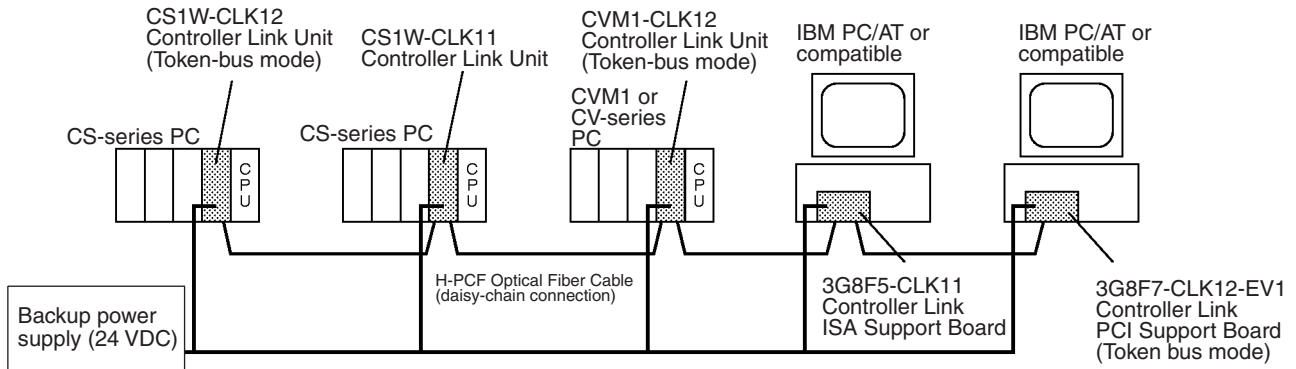 CS1W-CLK12
Controller Link Unit
(Token-bus mode)
CS1W-CLK11
Controller Link Unit
CVM1-CLK12
Controller Link Unit
(Token-bus mode)
IBM PC/AT or
compatible
IBM PC/AT or
compatible
CS-series PC
CS-series PC
CVM1 or
CV-series
PC
C
P
U
C
P
U
C
P
U
H-PCF Optical Fiber Cable
(daisy-chain connection)
3G8F5-CLK11
Controller Link
ISA Support Board
3G8F7-CLK12-EV1
Controller Link
PCI Support Board
(Token bus mode)
Backup power
supply (24 VDC)